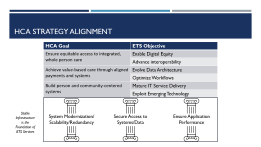 HCA STRATEGY ALIGNMENT
HCA Goal
ETS Objective
Ensure equitable access to integrated,
whole person care
Enable Digital Equity
Advance interoperability
Achieve value-based care through aligned
payments and systems
Evolve Data Architecture
Optimize Workflows
Build person and community-centered
systems
Mature IT Service Delivery
Exploit Emerging Technology
Stable
Infrastructure
is the
Foundation of
ETS Service
System Modernization/
Scalability/Redundancy
Secure Access to
Systems/Data
Ensure Application
Performance